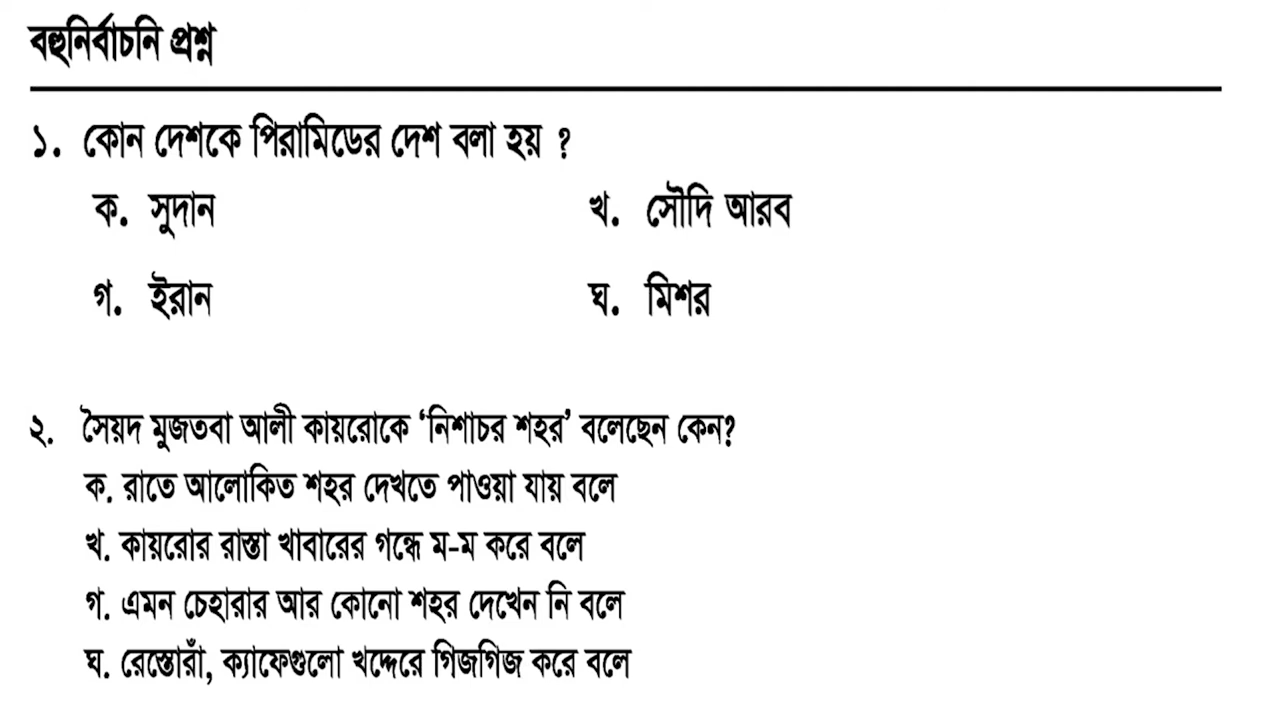 বহুনির্বাচনি প্রশ্ন
১. কোন দেশকে পিরামিডের দেশ বলা হয় ?
ক. সুদান খ. সৌদি আরব
গ. ইরান ঘ. মিশর
২. সৈয়দ মুজতবা আলী কায়রোকে ‘নিশাচর শহর’ বলেছেন কেন?
ক. রাতে আলোকিত শহর দেখতে পাওয়া যায় বলে
খ. কায়রোর রাস্তা খাবারের গন্ধে ম-ম করে বলে
গ. এমন চেহারার আর কোনো শহর দেখেন নি বলে
ঘ. রেস্তোরাঁ, ক্যাফেগুলো খদ্দেরে গিজগিজ করে বলে